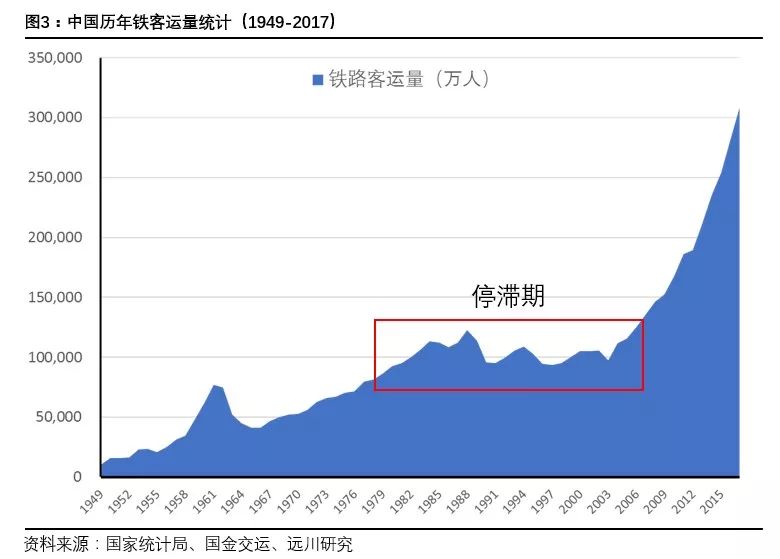 图3：中国历年铁客运量统计（1949-2017）
350,000
铁路客运量（万人）
300,000
250,000
200,000
停滞期
150,000
100,000
50,000
0
1949 1952 1955 1958 1961 1964 1967 1970 1973 1976 1979 1982 1985 1988 1991 1994 1997 2000 2003 2006 2009 2012 2015
资料来源：国家统计局、国金交运、远川研究